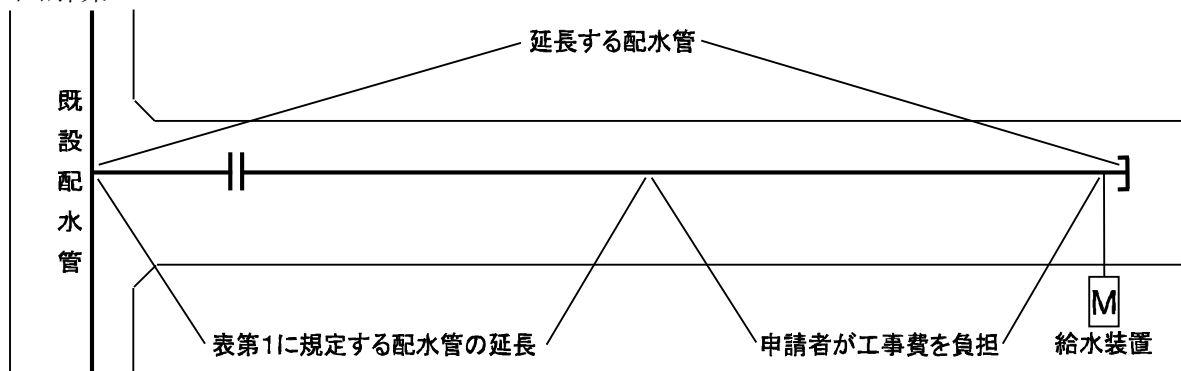 延長する配水管
既設配水管
M
表第1に規定する配水管の延長
申請者が工事費を負担
給水装置